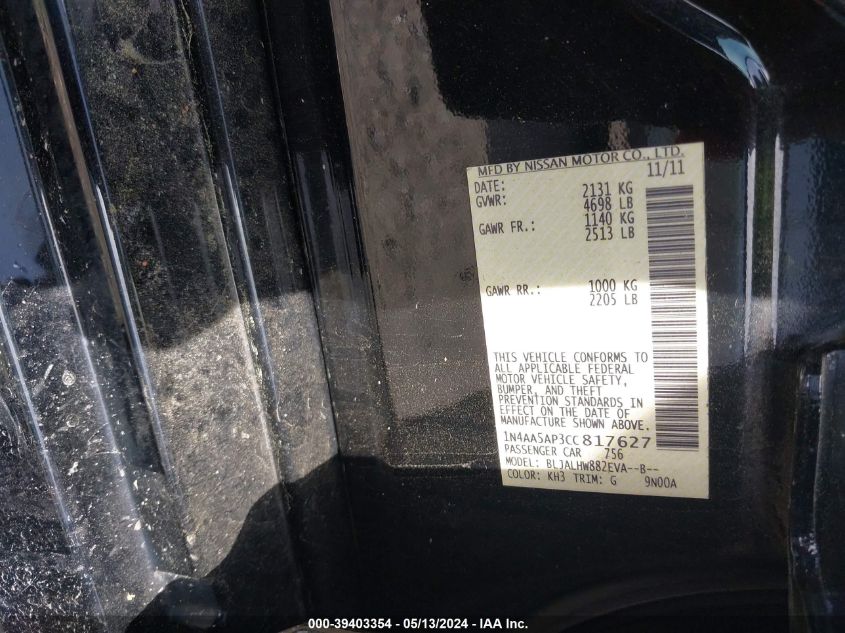 MFD BY NISSAN MOTOR CO., LTD.
DATE: 11/11
GVWR: 2131 KG
4698 LB
GAWR FR.: 1140 KG
2513 LB
GAWR RR.: 1000 KG
2205 LB
THIS VEHICLE CONFORMS TO
ALL APPLICABLE FEDERAL
MOTOR VEHICLE SAFETY,
BUMPER, AND THEFT
PREVENTION STANDARDS IN
EFFECT ON THE DATE OF
MANUFACTURE SHOWN ABOVE.
1N4AA5AP3CC817627
PASSENGER CAR 756
MODEL: BLJALHW882EVA--B--
COLOR: KH3 TRIM: G 9N00A
000-39403354 - 05/13/2024 - IAA Inc.